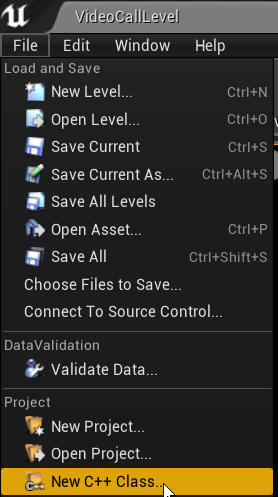 VideoCallLevel
File Edit Window Help
Load and Save
New Level... Ctrl+N
Open Level... Ctrl+O
Save Current Ctrl+S
Save Current As... Ctrl+Alt+S
Save All Levels
Open Asset... Ctrl+P
Save All Ctrl+Shift+S
Choose Files to Save...
Connect To Source Control...
DataValidation
Validate Data...
Project
New Project...
Open Project...
New C++ Class...